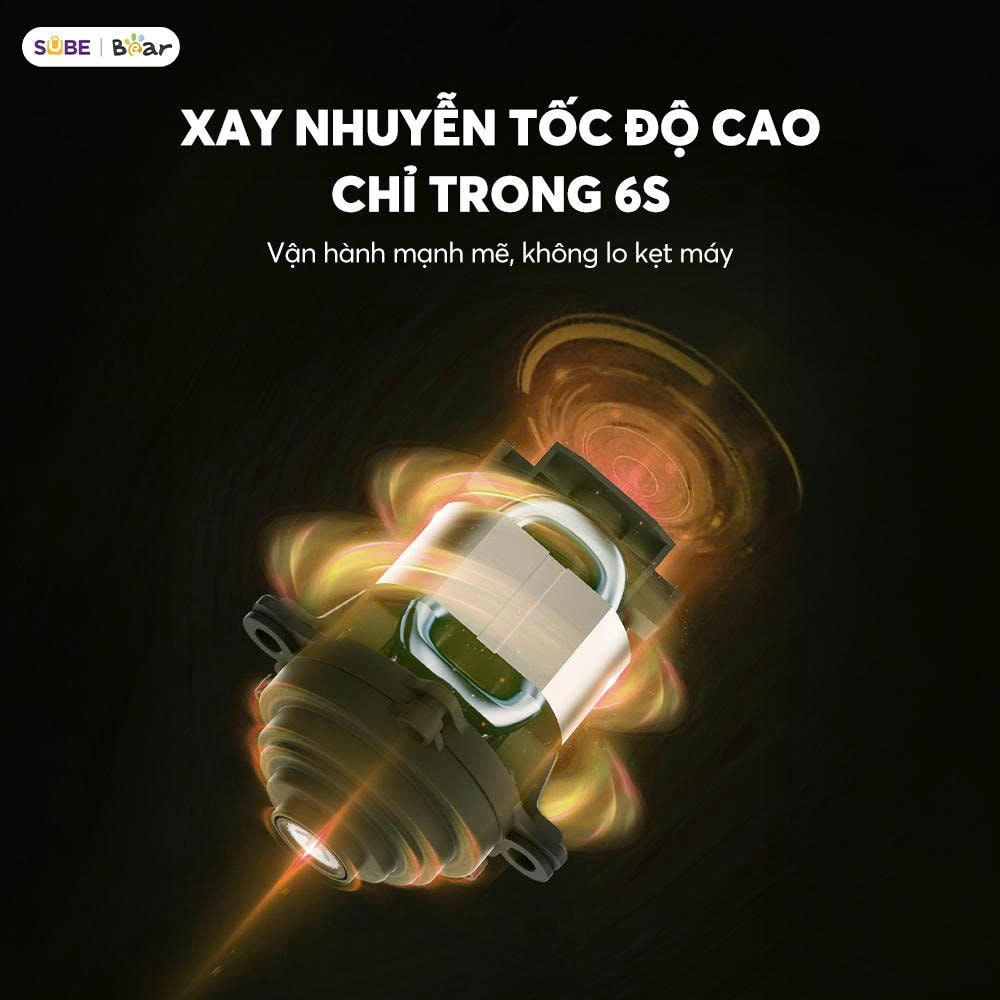 SUBE | Bear
XAY NHUYỄN TỐC ĐỘ CAO
CHỈ TRONG 6S
Vận hành mạnh mẽ, không lo kẹt máy